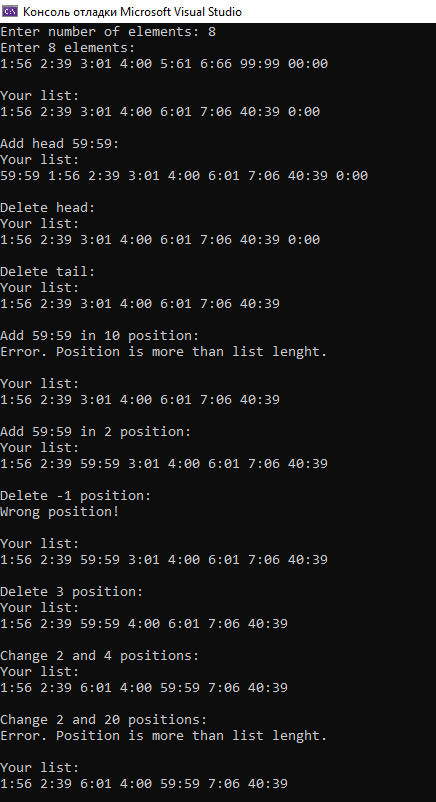 Консоль отладки Microsoft Visual Studio
Enter number of elements: 8
Enter 8 elements:
1:56 2:39 3:01 4:00 5:61 6:66 99:99 00:00
Your list:
1:56 2:39 3:01 4:00 6:01 7:06 40:39 0:00
Add head 59:59:
Your list:
59:59 1:56 2:39 3:01 4:00 6:01 7:06 40:39 0:00
Delete head:
Your list:
1:56 2:39 3:01 4:00 6:01 7:06 40:39 0:00
Delete tail:
Your list:
1:56 2:39 3:01 4:00 6:01 7:06 40:39
Add 59:59 in 10 position:
Error. Position is more than list lenght.
Your list:
1:56 2:39 3:01 4:00 6:01 7:06 40:39
Add 59:59 in 2 position:
Your list:
1:56 2:39 59:59 3:01 4:00 6:01 7:06 40:39
Delete -1 position:
Wrong position!
Your list:
1:56 2:39 59:59 3:01 4:00 6:01 7:06 40:39
Delete 3 position:
Your list:
1:56 2:39 59:59 4:00 6:01 7:06 40:39
Change 2 and 4 positions:
Your list:
1:56 2:39 6:01 4:00 59:59 7:06 40:39
Change 2 and 20 positions:
Error. Position is more than list lenght.
Your list:
1:56 2:39 6:01 4:00 59:59 7:06 40:39